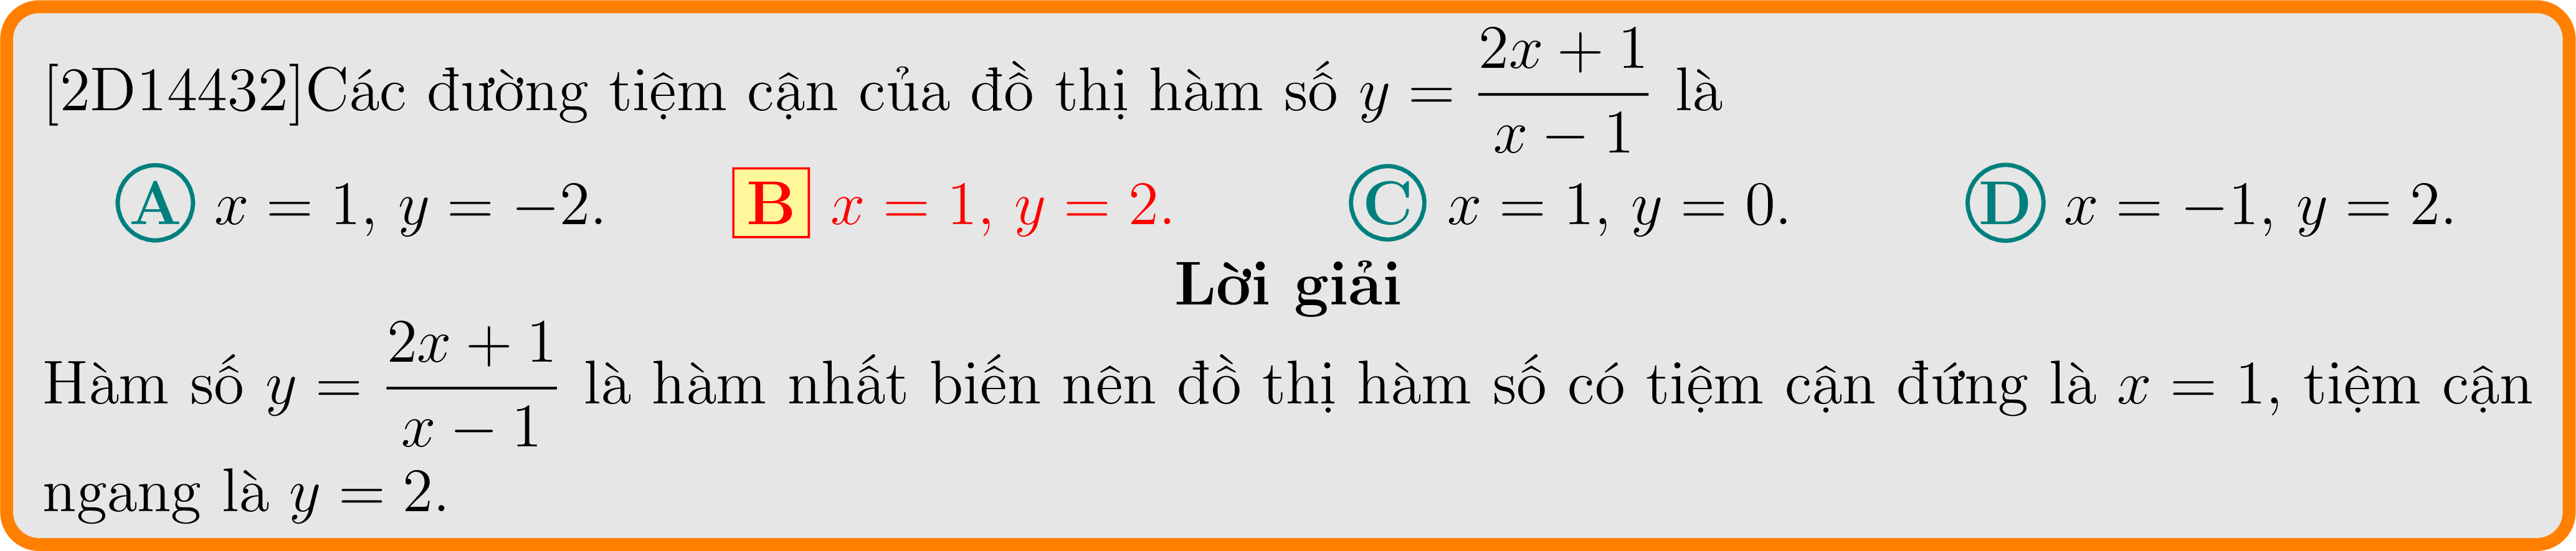 [2D14432]Các đường tiệm cận của đồ thị hàm số y = \frac{2x + 1}{x − 1} là
A x = 1, y = −2. B x = 1, y = 2. C x = 1, y = 0. D x = −1, y = 2.
Lời giải
Hàm số y = \frac{2x + 1}{x − 1} là hàm nhất biến nên đồ thị hàm số có tiệm cận đứng là x = 1, tiệm cận
ngang là y = 2.